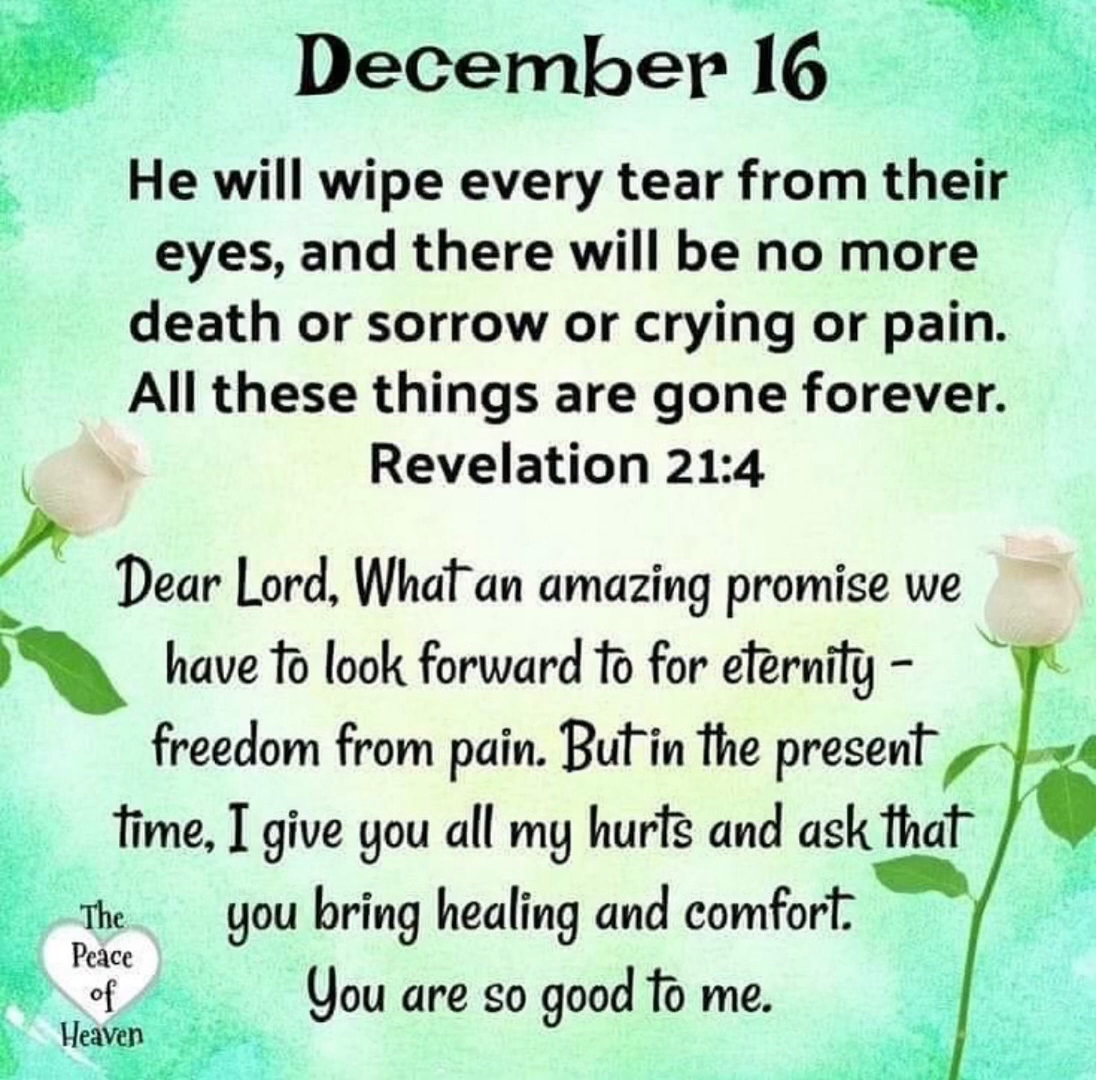 December 16
He will wipe every tear from their
eyes, and there will be no more
death or sorrow or crying or pain.
All these things are gone forever.
Revelation 21:4
Dear Lord, What an amazing promise we
have to look forward to for eternity –
freedom from pain. But in the present
time, I give you all my hurts and ask that
you bring healing and comfort.
You are so good to me.
The
Peace
of
Heaven